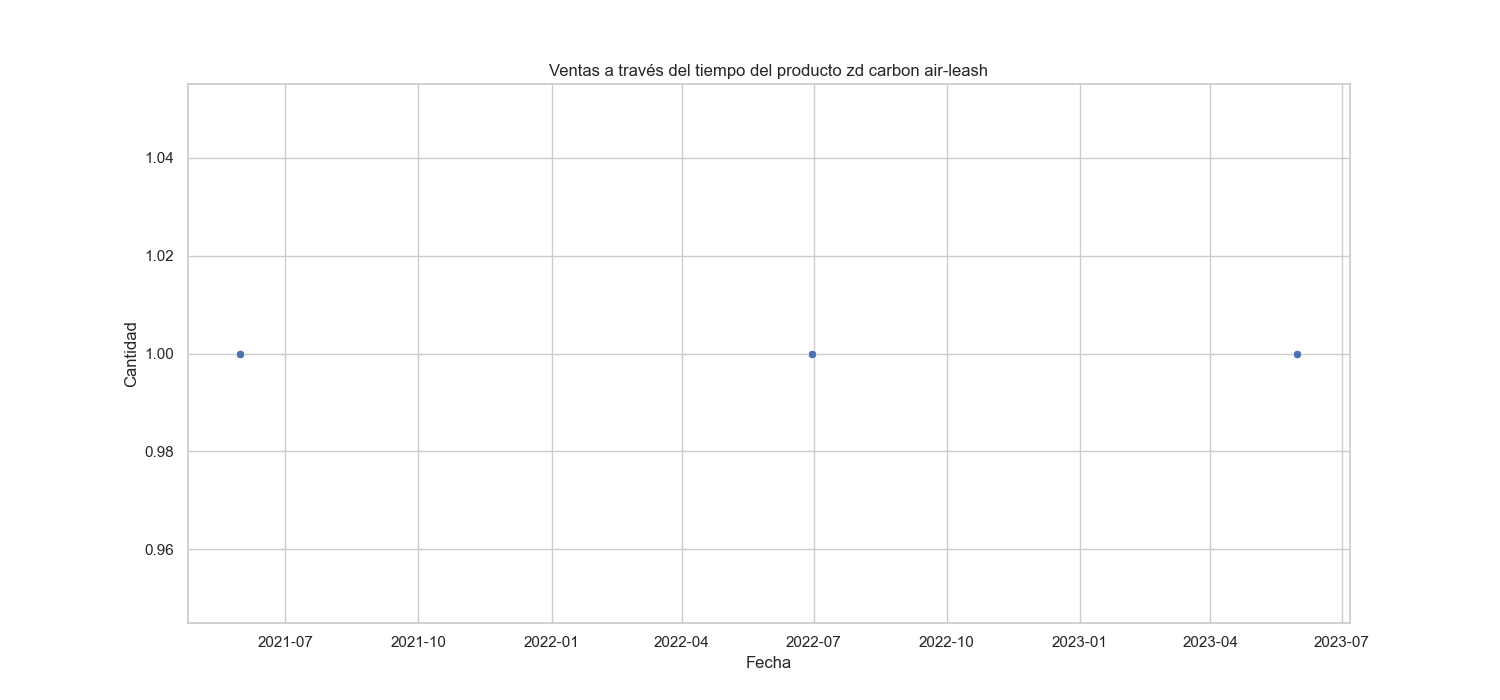 Ventas a través del tiempo del producto zd carbon air-leash
1.04
1.02
1.00
0.98
0.96
Cantidad
2021-07 2021-10 2022-01 2022-04 2022-07 2022-10 2023-01 2023-04 2023-07
Fecha